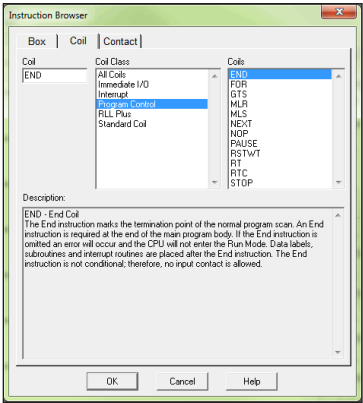 Instruction Browser
Box Coil Contact
Coil Coil Class Coils
END
All Coils
Immediate I/O
Interrupt
Program Control
RLL Plus
Standard Coil
END
FOR
GTS
MLR
MLS
NEXT
NOP
PAUSE
RSTWT
RT
RTC
STOP
Description:
END - End Coil
The End instruction marks the termination point of the normal program scan. An End
instruction is required at the end of the main program body. If the End instruction is
omitted an error will occur and the CPU will not enter the Run Mode. Data labels,
subroutines and interrupt routines are placed after the End instruction. The End
instruction is not conditional; therefore, no input contact is allowed.
OK Cancel Help